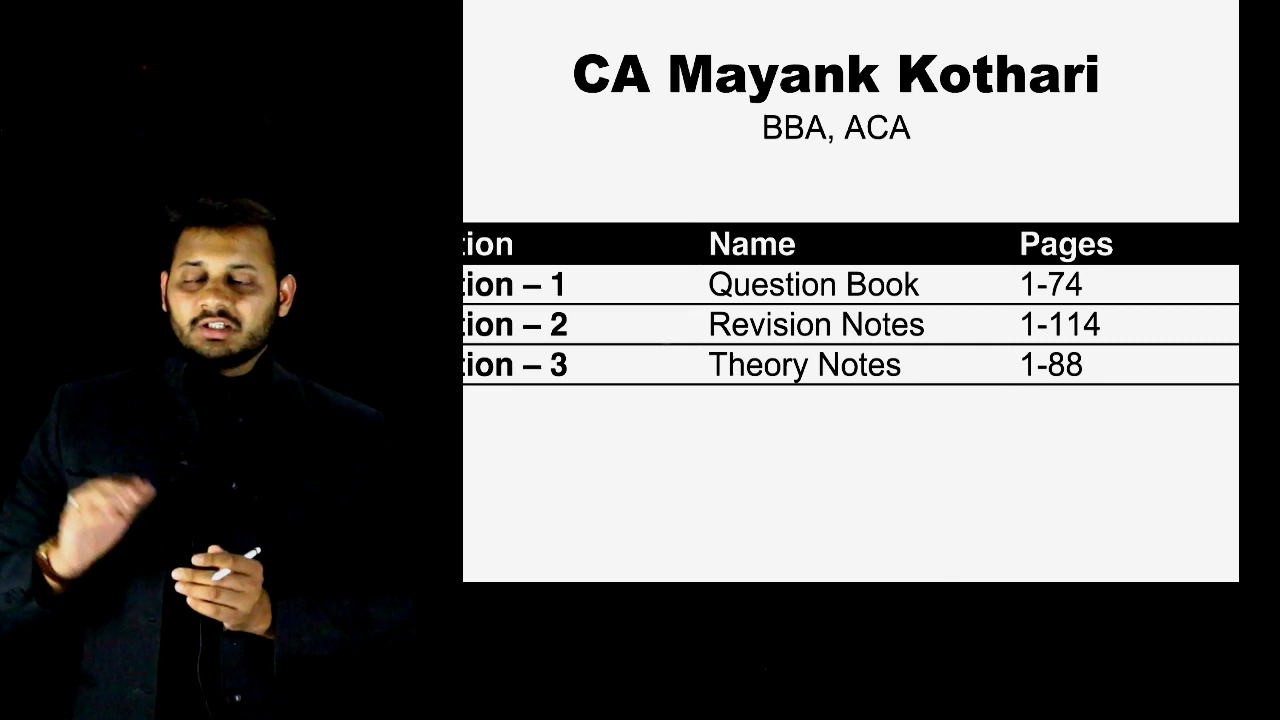 CA Mayank Kothari
BBA, ACA
tion Name Pages
tion – 1 Question Book 1-74
tion – 2 Revision Notes 1-114
tion – 3 Theory Notes 1-88